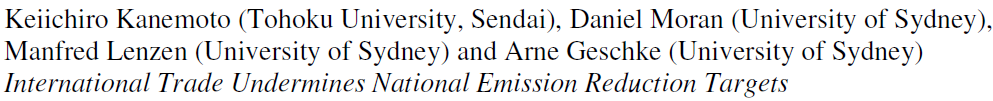 Keiichiro Kanemoto (Tohoku University, Sendai), Daniel Moran (University of Sydney),
Manfred Lenzen (University of Sydney) and Arne Geschke (University of Sydney)
International Trade Undermines National Emission Reduction Targets